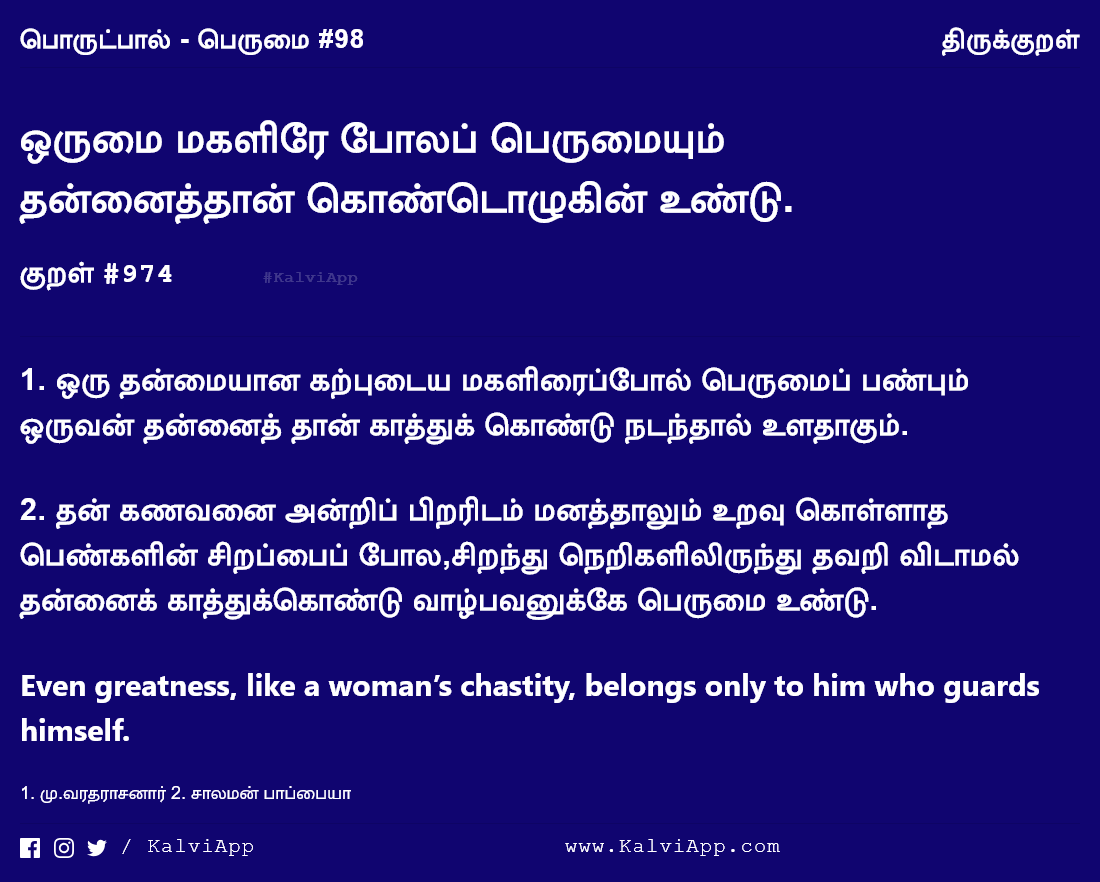 பொருட்பால் - பெருமை #98
திருக்குறள்
ஒருமை மகளிரே போலப் பெருமையும்
தன்னைத்தான் கொண்டொழுகின் உண்டு.
குறள் #974
#KalviApp
1. ஒரு தன்மையான கற்புடைய மகளிரைப்போல் பெருமைப் பண்பும்
ஒருவன் தன்னைத் தான் காத்துக் கொண்டு நடந்தால் உளதாகும்.
2. தன் கணவனை அன்றிப் பிறரிடம் மனத்தாலும் உறவு கொள்ளாத
பெண்களின் சிறப்பைப் போல,சிறந்து நெறிகளிலிருந்து தவறி விடாமல்
தன்னைக் காத்துக்கொண்டு வாழ்பவனுக்கே பெருமை உண்டு.
Even greatness, like a woman’s chastity, belongs only to him who guards
himself.
1. மு.வரதராசனார் 2. சாலமன் பாப்பையா
/ KalviApp
www.KalviApp.com